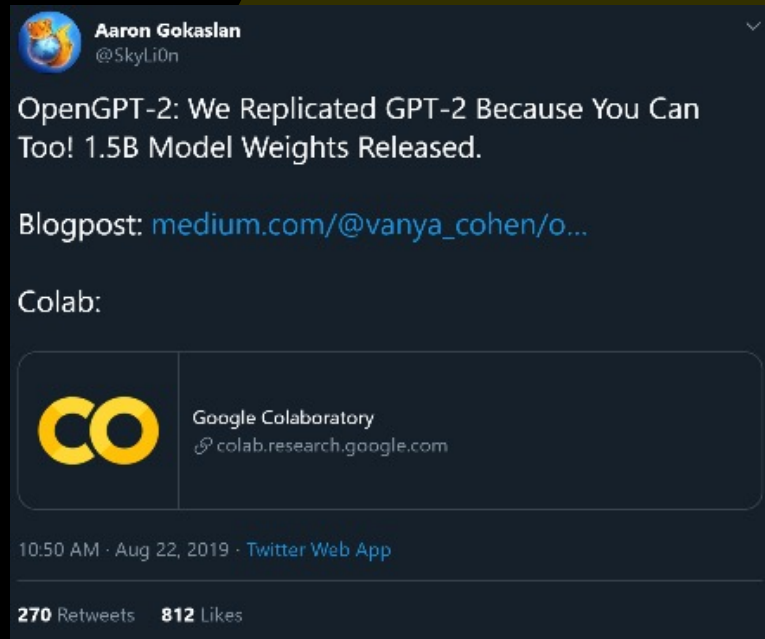 Aaron Gokaslan
@SkyLi0n
OpenGPT-2: We Replicated GPT-2 Because You Can
Too! 1.5B Model Weights Released.
Blogpost: medium.com/@vanya_cohen/o...
Colab:
CO
Google Colaboratory
colab.research.google.com
10:50 AM · Aug 22, 2019 · Twitter Web App
270 Retweets 812 Likes